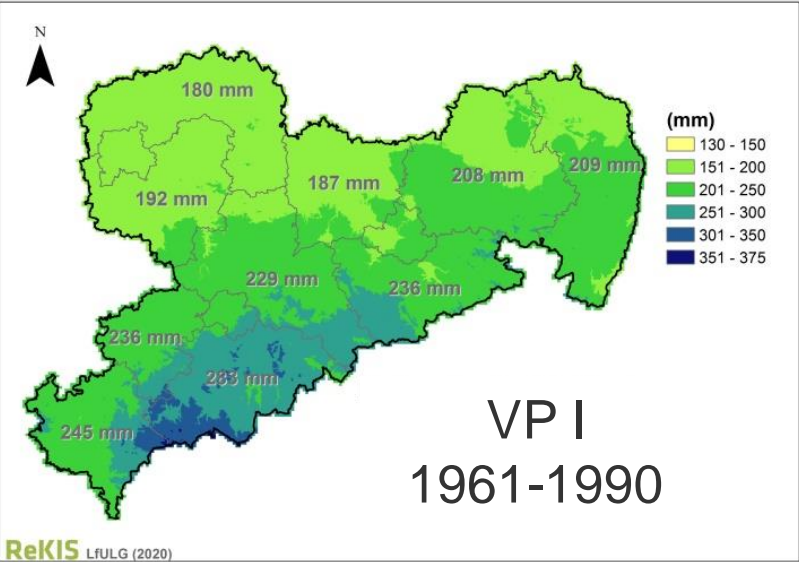 N
180 mm
(mm)
130 - 150
151 - 200
201 - 250
251 - 300
301 - 350
351 - 375
209 mm
208 mm
187 mm
192 mm
229 mm
236 mm
236 mm
283 mm
245 mm
VP I
1961-1990
ReKIS LfULG (2020)